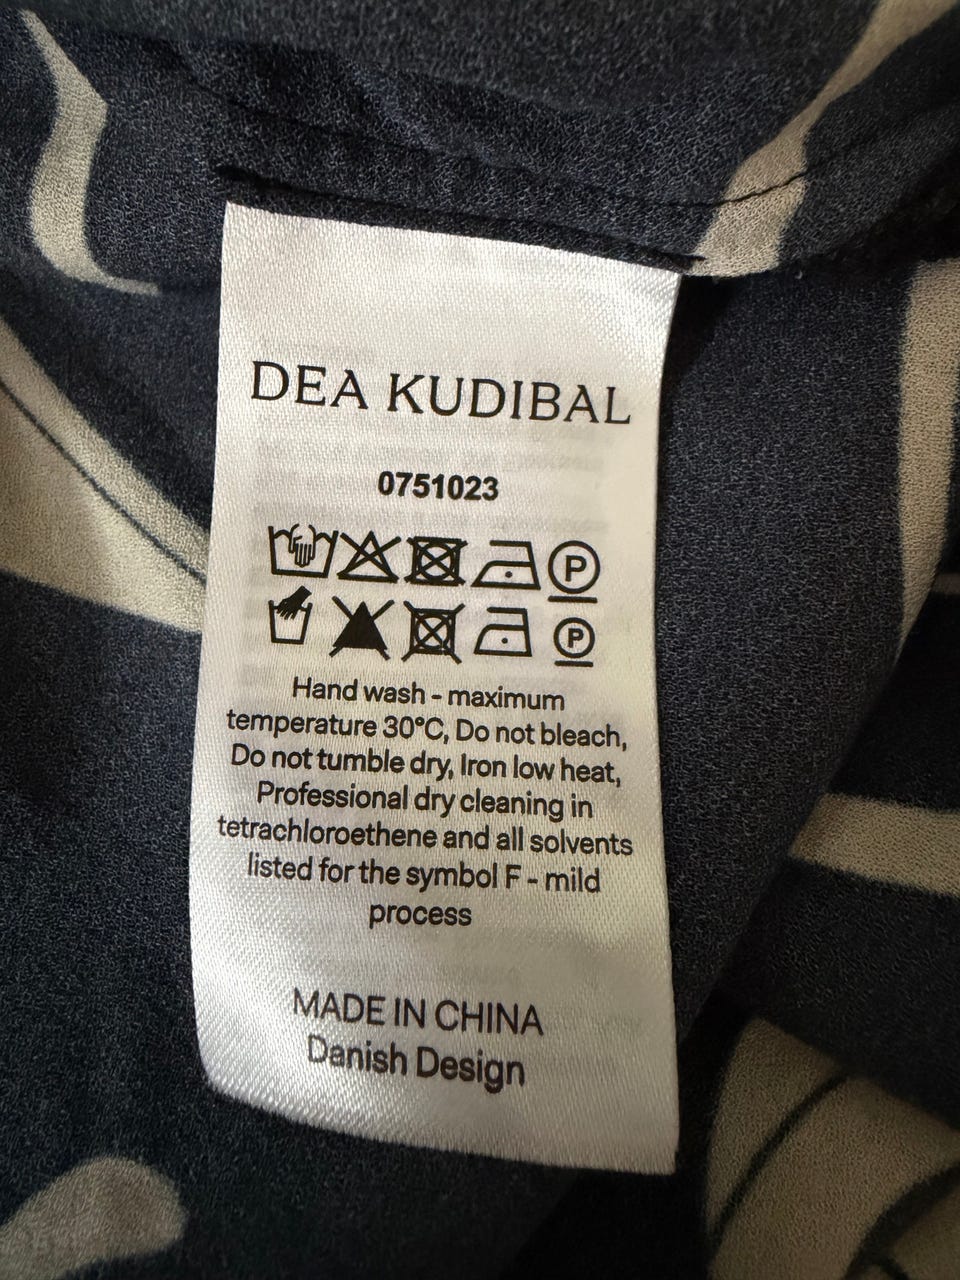 DEA KUDIBAL
0751023
P
P
Hand wash - maximum
temperature 30°C, Do not bleach,
Do not tumble dry, Iron low heat,
Professional dry cleaning in
tetrachloroethene and all solvents
listed for the symbol F - mild
process
MADE IN CHINA
Danish Design